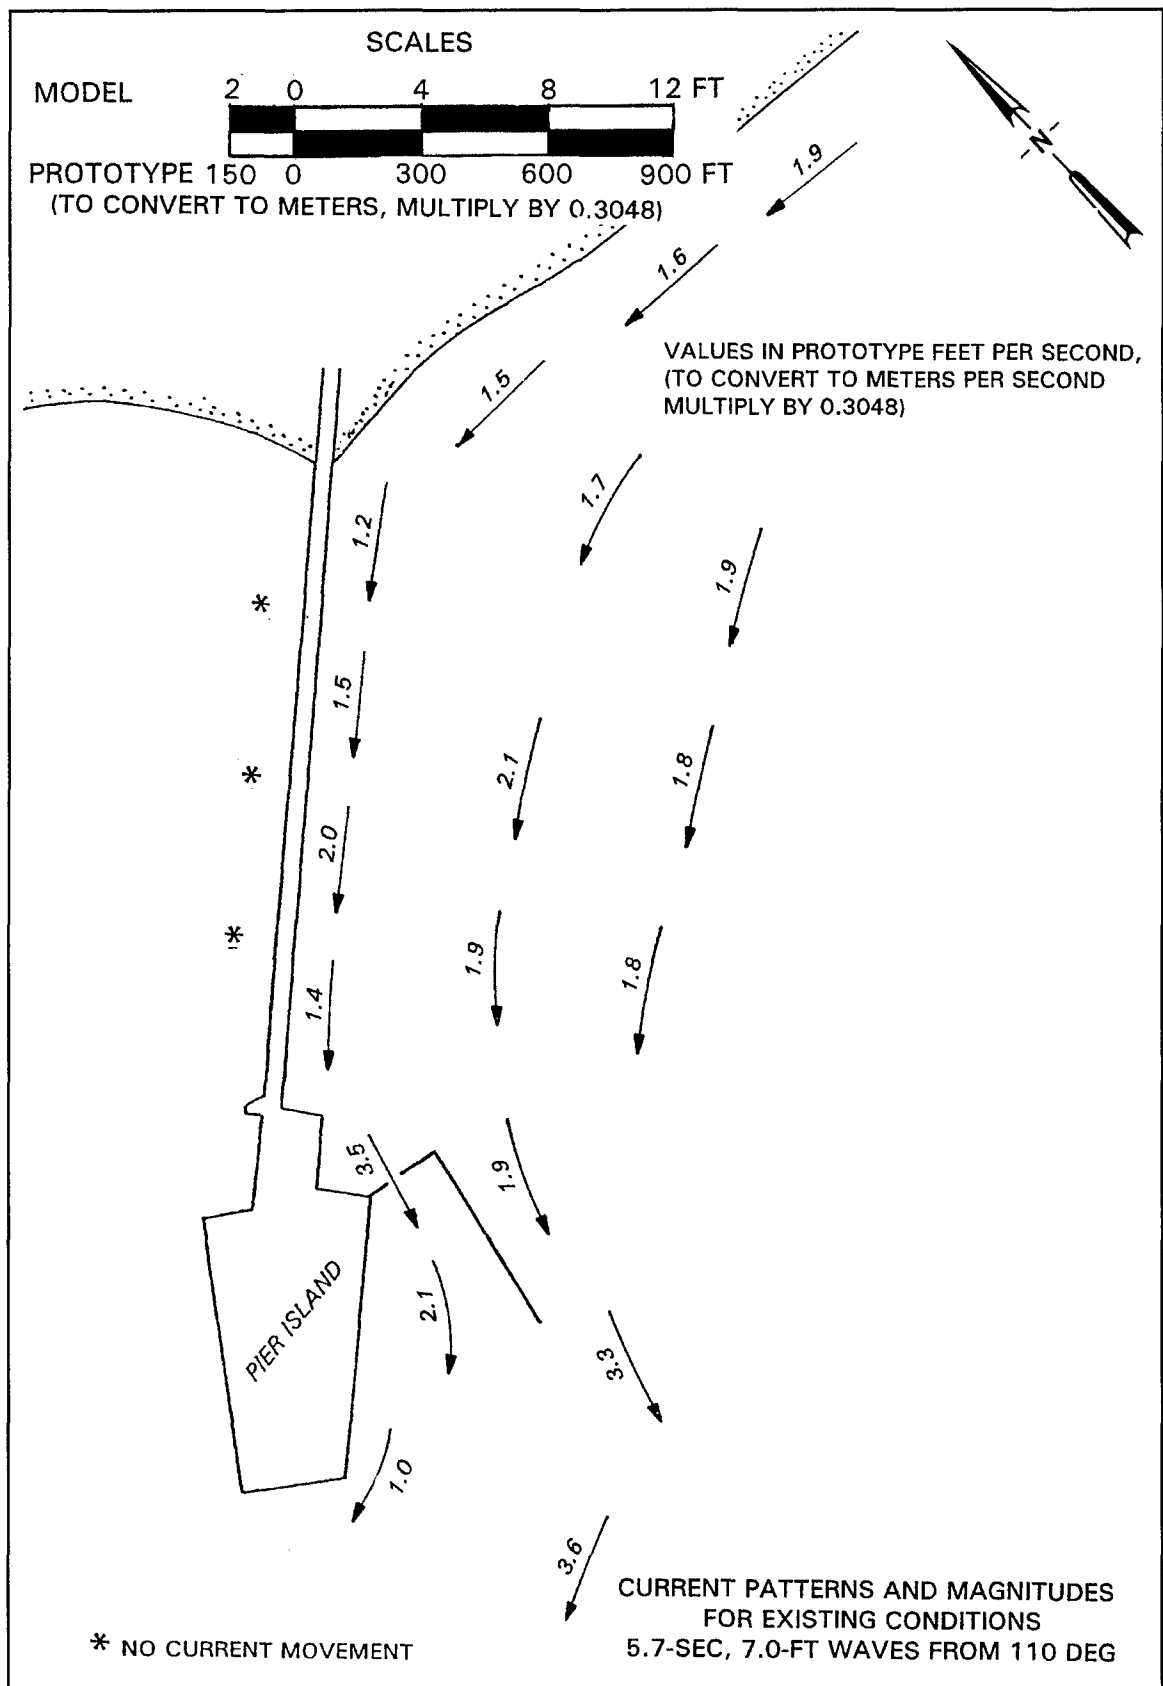 SCALES
MODEL
2 0 4 8 12 FT
PROTOTYPE 150 0 300 600 900 FT
(TO CONVERT TO METERS, MULTIPLY BY 0.3048)
N
1.9
1.6
VALUES IN PROTOTYPE FEET PER SECOND,
(TO CONVERT TO METERS PER SECOND
MULTIPLY BY 0.3048)
1.5
1.7
1.2
1.9
*
1.5
2.1
1.8
*
2.0
1.9
1.8
*
1.4
3.5
1.9
PIER ISLAND
2.1
3.3
1.0
3.6
CURRENT PATTERNS AND MAGNITUDES
FOR EXISTING CONDITIONS
5.7-SEC, 7.0-FT WAVES FROM 110 DEG
* NO CURRENT MOVEMENT